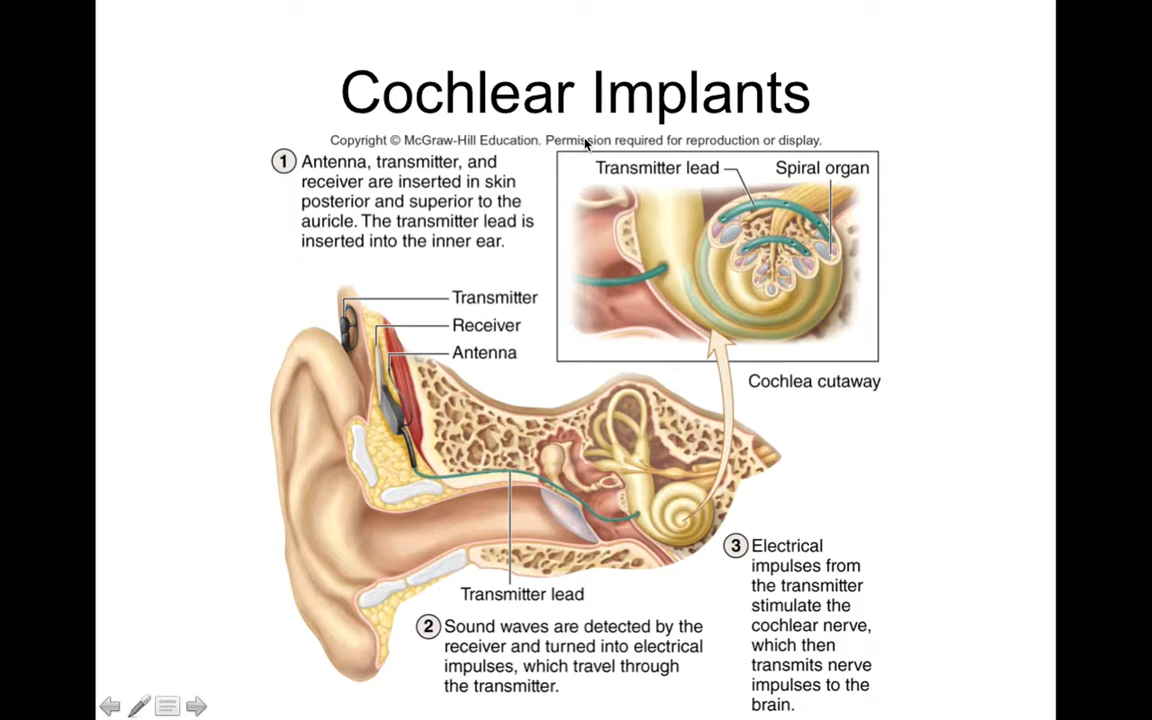 Cochlear Implants
Copyright © McGraw-Hill Education. Permission required for reproduction or display.
1 Antenna, transmitter, and
receiver are inserted in skin
posterior and superior to the
auricle. The transmitter lead is
inserted into the inner ear.
Transmitter lead
Spiral organ
Transmitter
Receiver
Antenna
Cochlea cutaway
Transmitter lead
2 Sound waves are detected by the
receiver and turned into electrical
impulses, which travel through
the transmitter.
3 Electrical
impulses from
the transmitter
stimulate the
cochlear nerve,
which then
transmits nerve
impulses to the
brain.